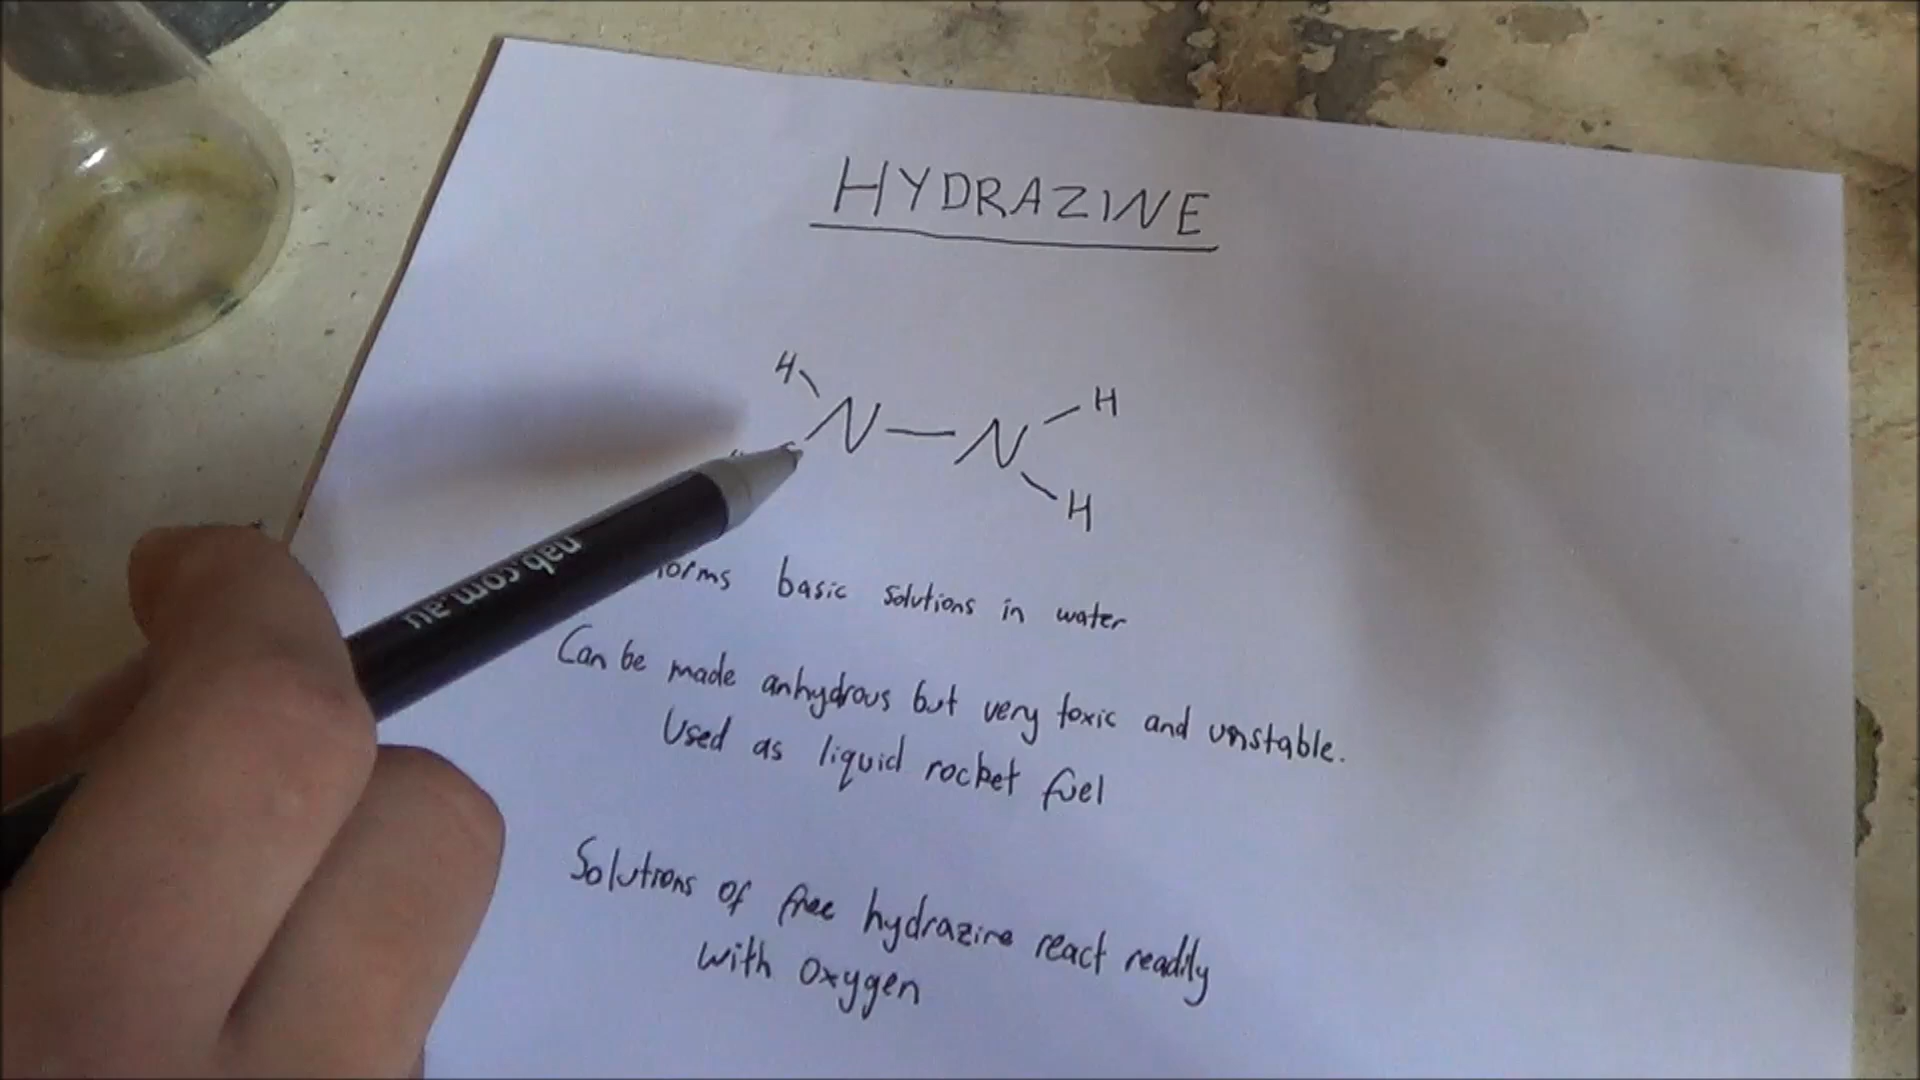 HYDRAZINE
H
H
N — N
H
nab.com.au
forms basic solutions in water
Can be made anhydrous but very toxic and unstable.
Used as liquid rocket fuel
Solutions of free hydrazine react readily
with oxygen